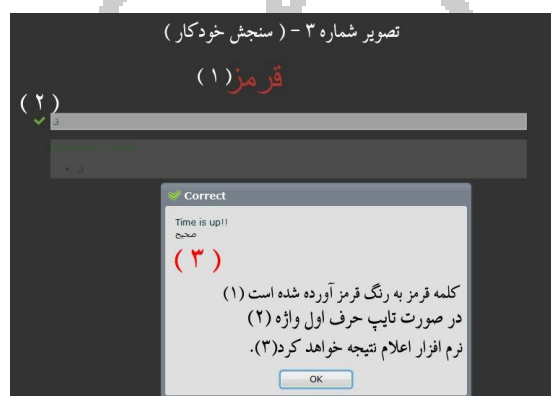 تصویر شماره ۳ - ( سنجش خودکار )
قرمز(۱)
(۲)
ق
ق
Correct
Time is up!!
صحیح
(۳)
کلمه قرمز به رنگ قرمز آورده شده است (۱)
در صورت تایپ حرف اول واژه (۲)
نرم افزار اعلام نتیجه خواهد کرد(۳).
OK